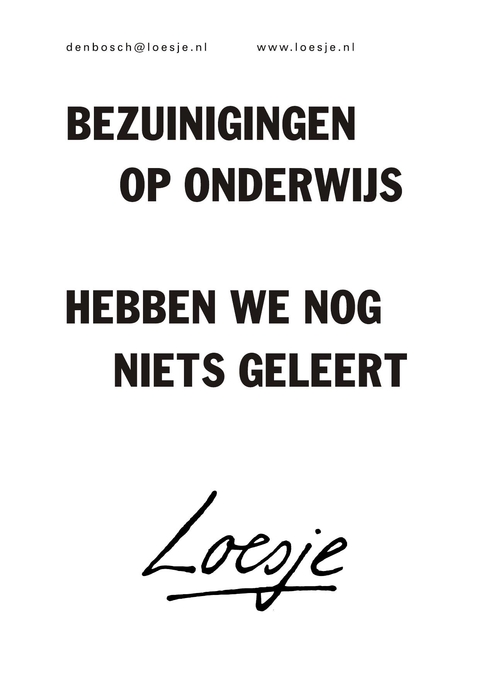 denbosch@loesje.nl www.loesje.nl
BEZUINIGINGEN
OP ONDERWIJS
HEBBEN WE NOG
NIETS GELEERT
Loesje